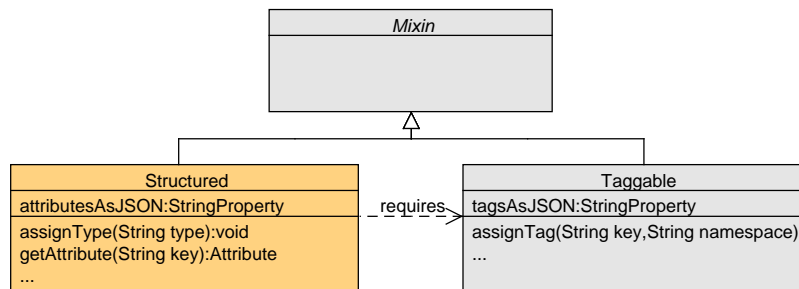 Mixin
Structured
attributesAsJSON:StringProperty
assignType(String type):void
getAttribute(String key):Attribute
...
requires
Taggable
tagsAsJSON:StringProperty
assignTag(String key,String namespace)
...